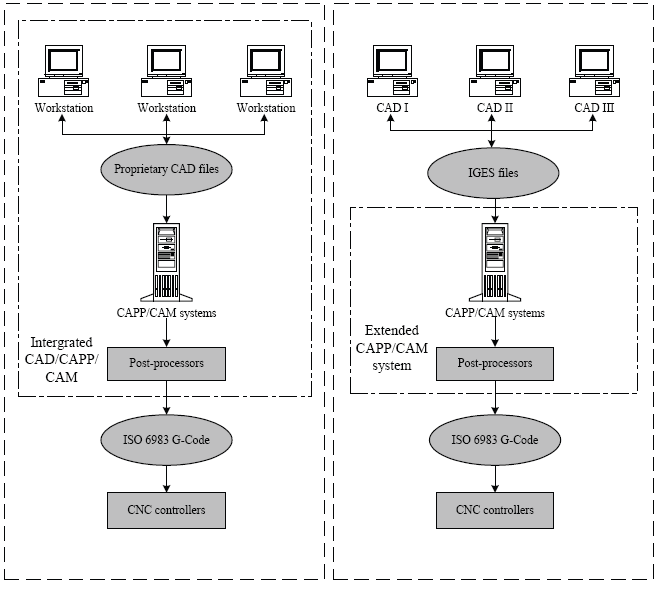 Workstation
Workstation
Workstation
Proprietary CAD files
CAPP/CAM systems
Intergrated
CAD/CAPP/
CAM
Post-processors
ISO 6983 G-Code
CNC controllers
CAD I
CAD II
CAD III
IGES files
CAPP/CAM systems
Extended
CAPP/CAM
system
Post-processors
ISO 6983 G-Code
CNC controllers